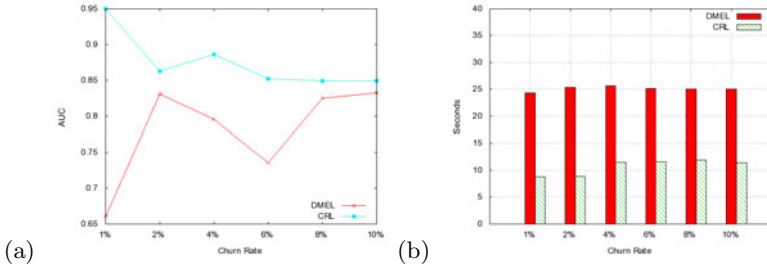 0.95
0.9
0.85
0.8
0.75
0.7
0.65
AUC
1% 2% 4% 6% 8% 10%
Churn Rate
DMEL
CRL
(a)
40
35
30
25
20
15
10
5
0
Seconds
1% 2% 4% 6% 8% 10%
Churn Rate
DMEL
CRL
(b)